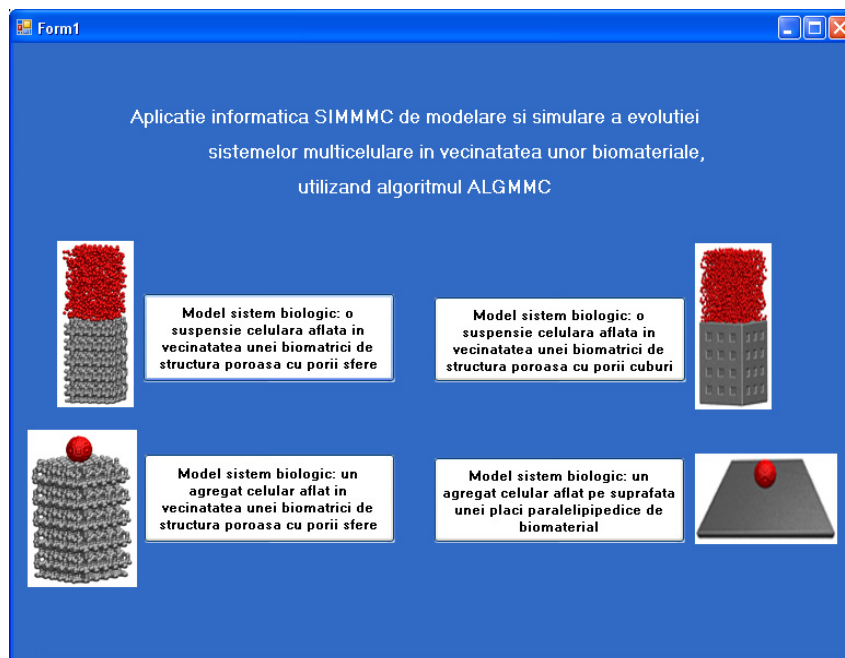 Form1
Aplicatie informatica SIMMMC de modelare si simulare a evolutiei
sistemelor multicelulare in vecinatatea unor biomateriale,
utilizand algoritmul ALGMMC
Model sistem biologic: o
suspensie celulara aflata in
vecinatatea unei biomatrici de
structura poroasa cu porii sfere
Model sistem biologic: o
suspensie celulara aflata in
vecinatatea unei biomatrici de
structura poroasa cu porii cuburi
Model sistem biologic: un
agregat celular aflat in
vecinatatea unei biomatrici de
structura poroasa cu porii sfere
Model sistem biologic: un
agregat celular aflat pe suprafata
unei placi paralelipipedice de
biomaterial